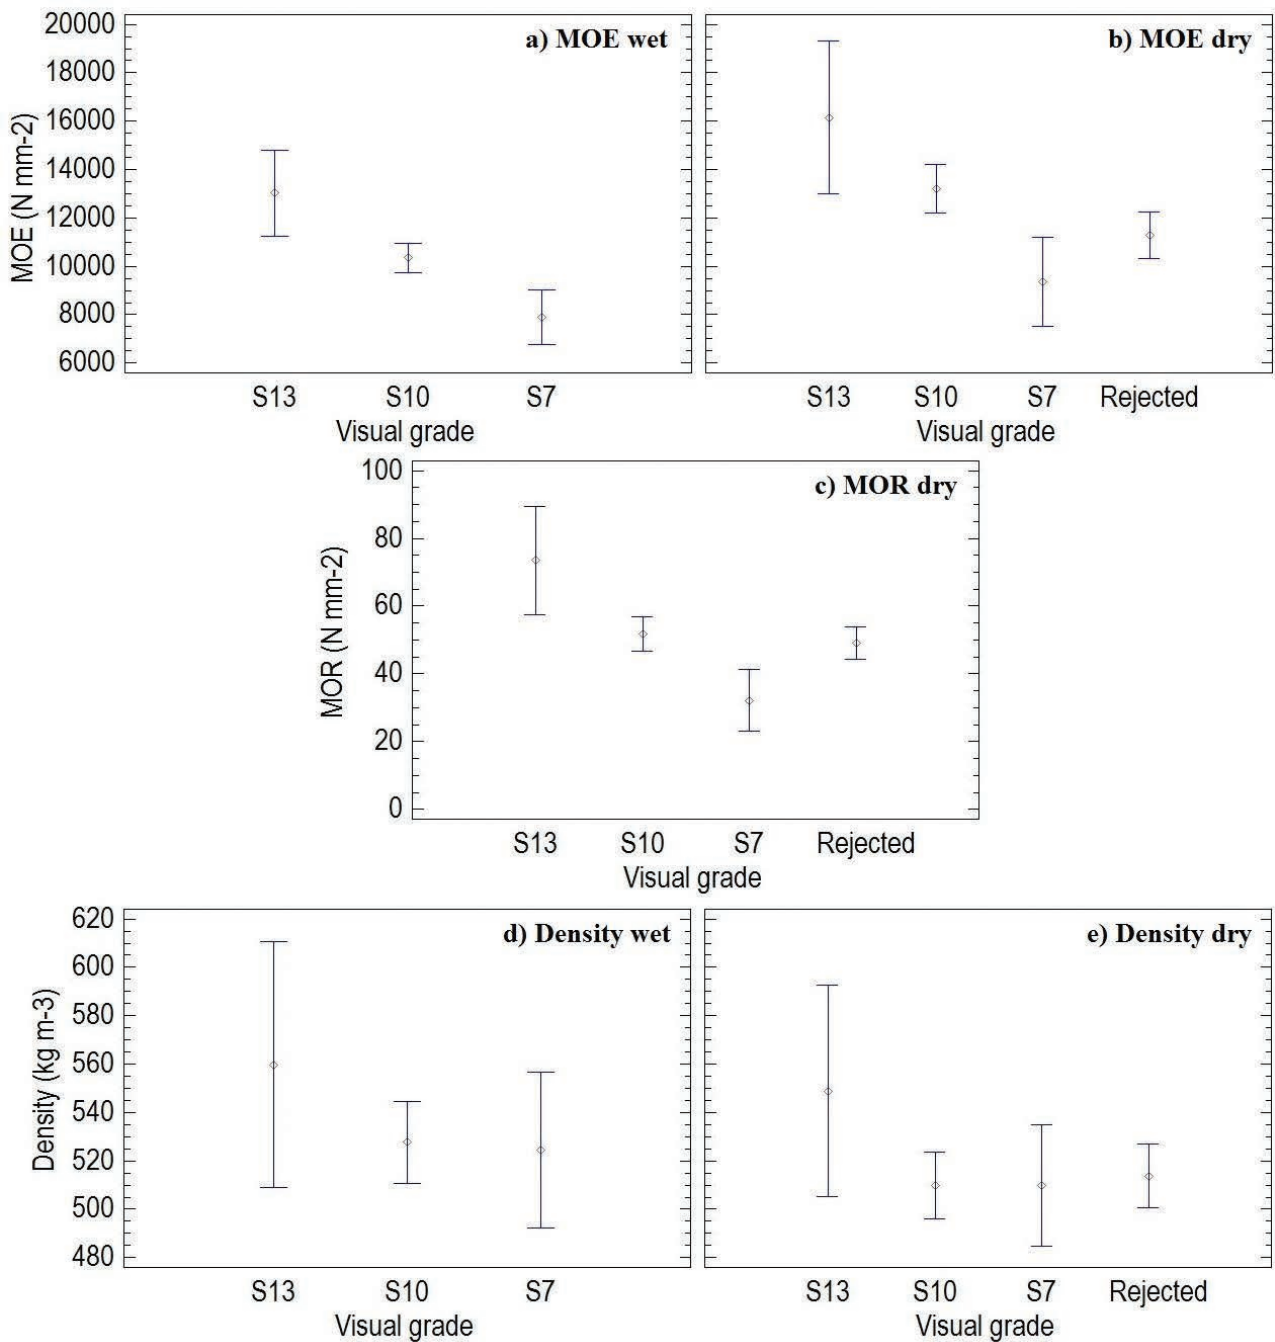 a) MOE wet
MOE (N mm-2)
20000
18000
16000
14000
12000
10000
8000
6000
S13 S10 S7
Visual grade
b) MOE dry
S13 S10 S7 Rejected
Visual grade
c) MOR dry
MOR (N mm-2)
100
80
60
40
20
0
S13 S10 S7 Rejected
Visual grade
d) Density wet
Density (kg m-3)
620
600
580
560
540
520
500
480
S13 S10 S7
Visual grade
e) Density dry
S13 S10 S7 Rejected
Visual grade